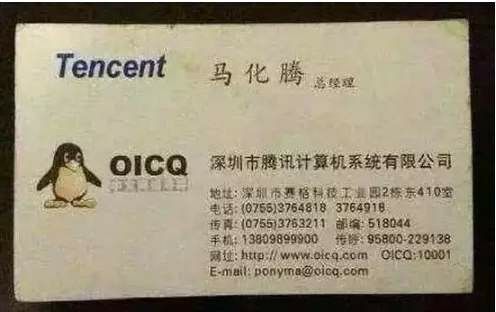 Tencent
马化腾 总经理
OICQ
深圳市腾讯计算机系统有限公司
地址: 深圳市赛格科技工业园2栋东410室
电话: (0755)3764818 3764918
传真: (0755)3763211 邮编: 518044
手机: 13809899900 传呼: 95800-229138
网址: http://www.oicq.com OICQ:10001
E-mail: ponyma@oicq.com